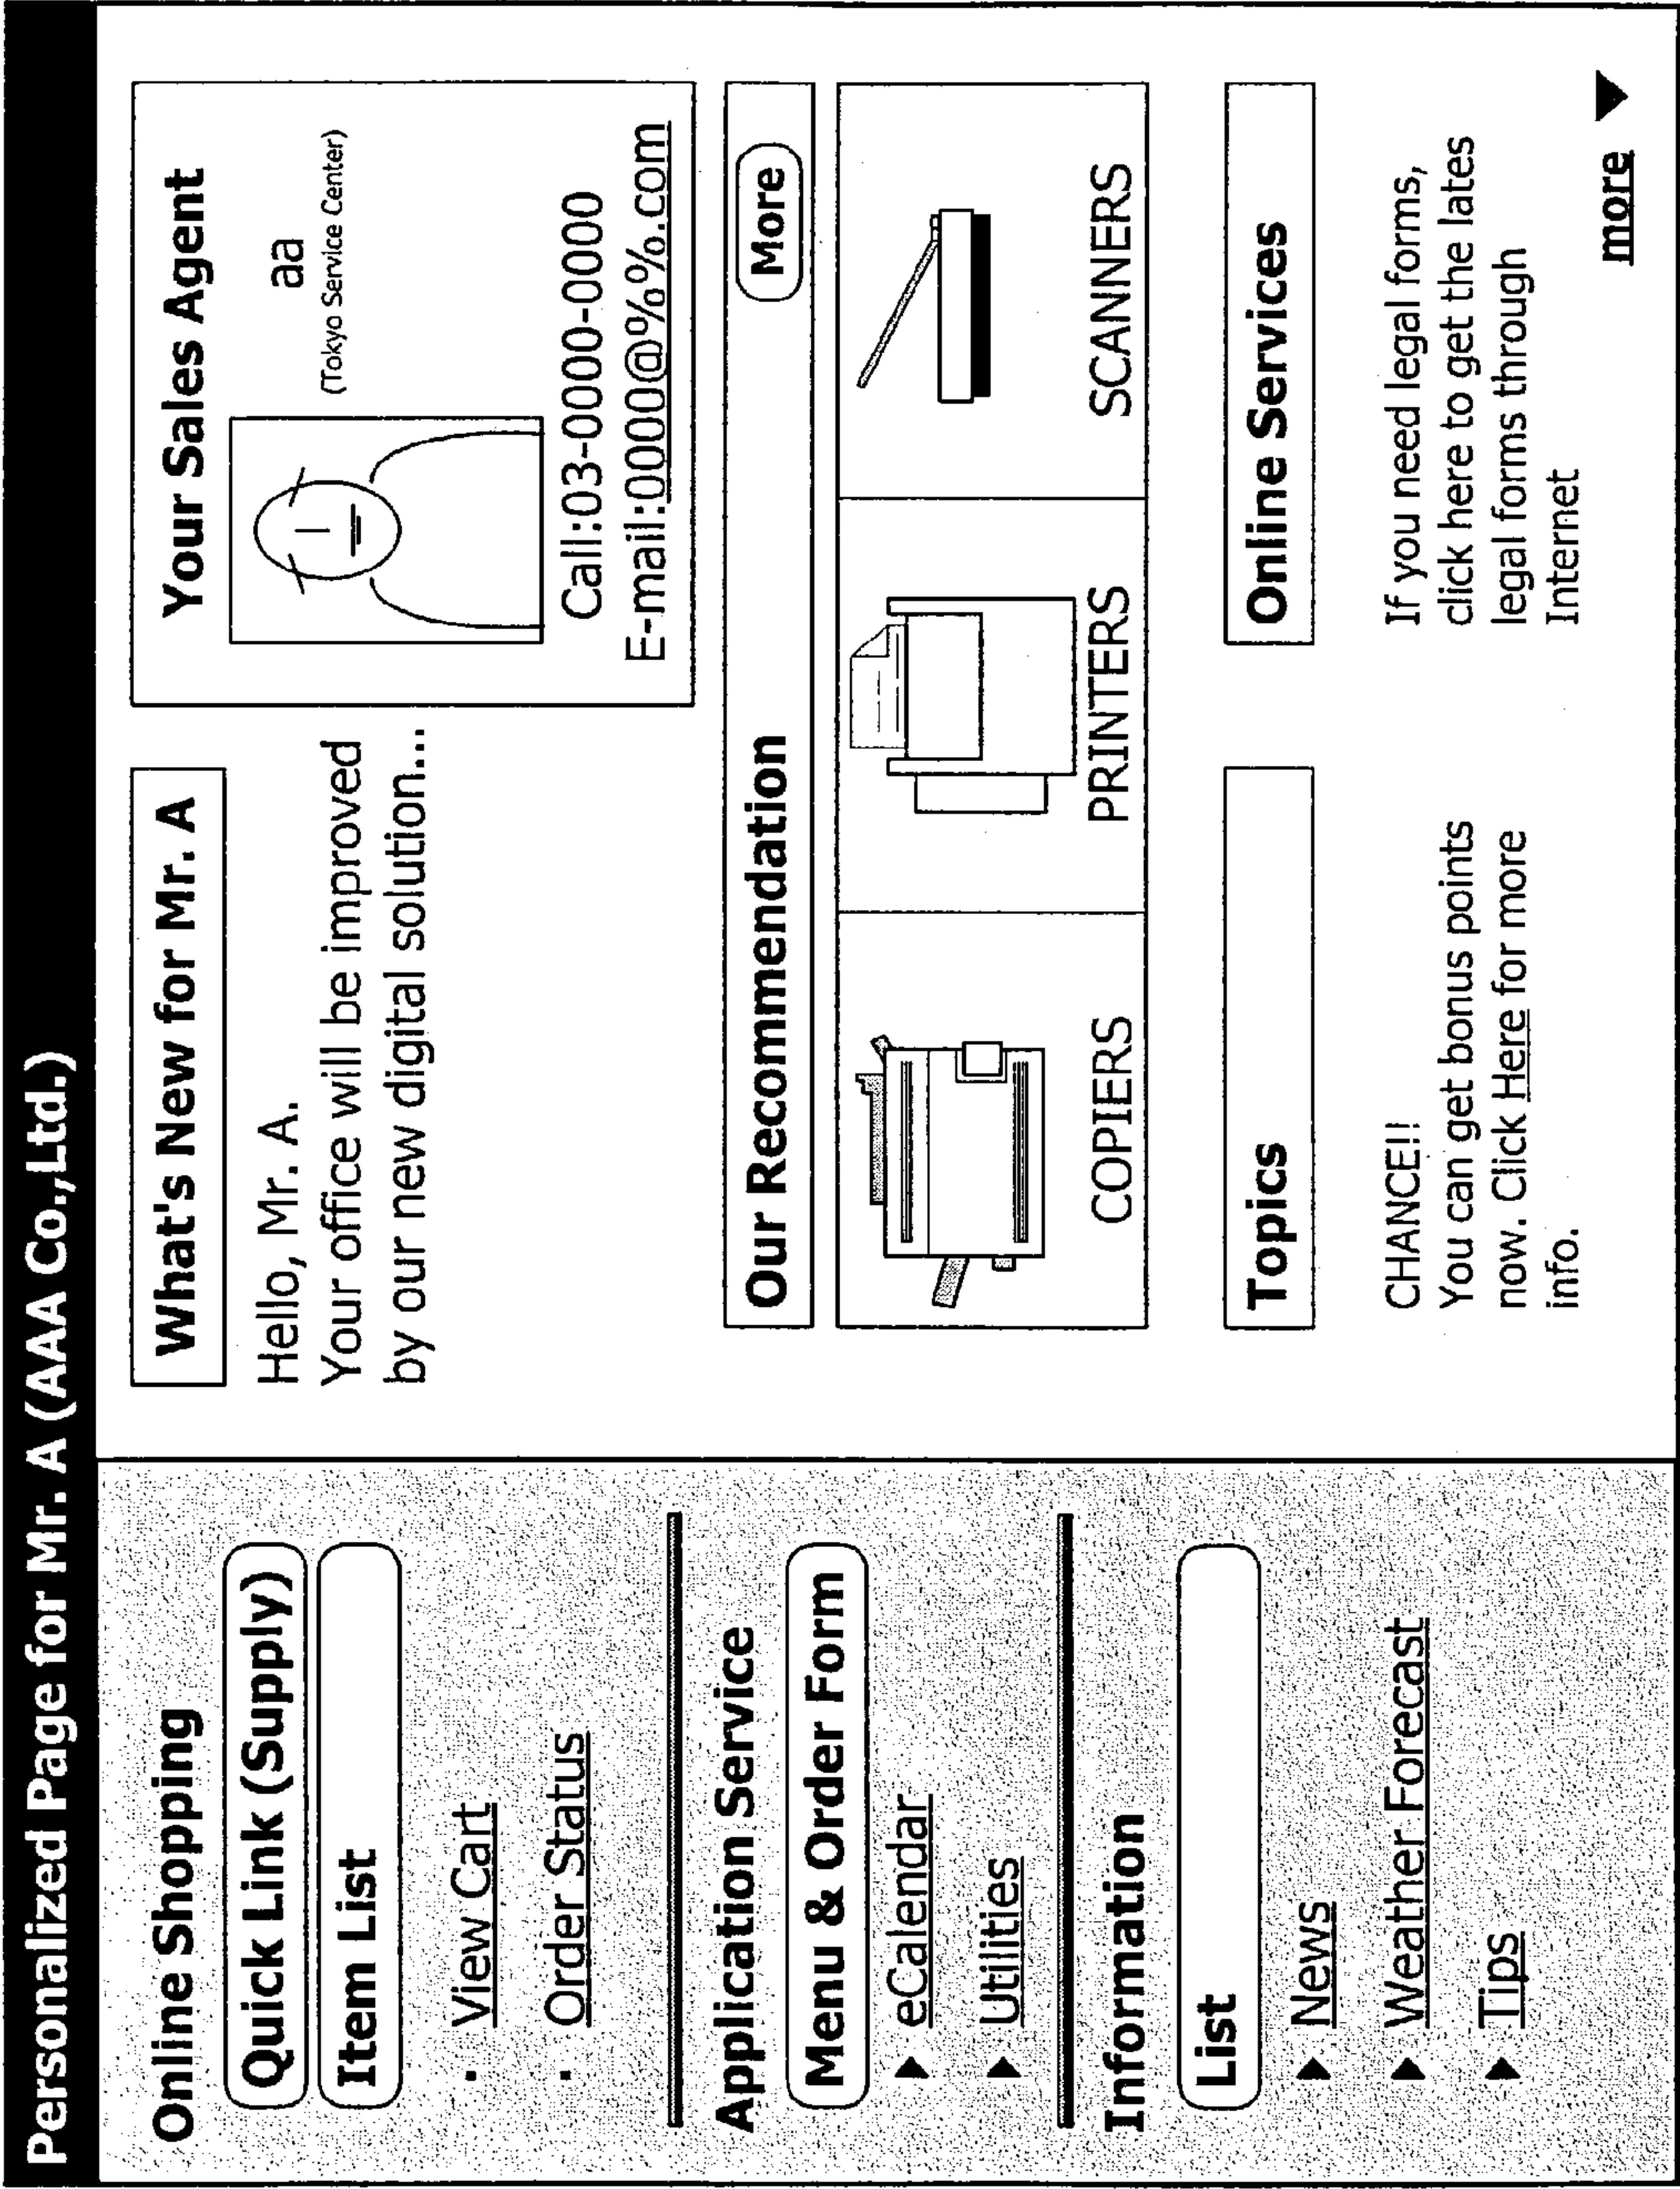 Personalized Page for Mr. A (AAA Co.,Ltd.)
Online Shopping
Quick Link (Supply)
Item List
· View Cart
· Order Status
Application Service
Menu & Order Form
eCalendar
Utilities
Information
List
News
Weather Forecast
Tips
What's New for Mr. A
Hello, Mr. A.
Your office will be improved
by our new digital solution...
Your Sales Agent
aa
(Tokyo Service Center)
Call:03-0000-0000
E-mail:0000@%%.com
Our Recommendation
More
COPIERS
PRINTERS
SCANNERS
Topics
CHANCE!!
You can get bonus points
now. Click Here for more
info.
Online Services
If you need legal forms,
click here to get the lates
legal forms through
Internet
more